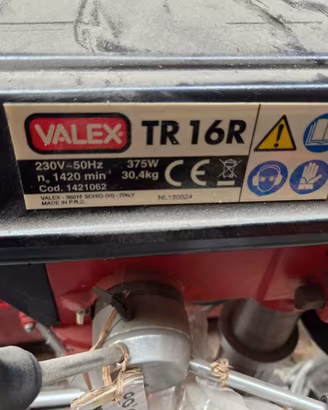 VALEX TR 16R
230V~50Hz 375W
n₀ 1420 min⁻¹ 30,4kg
Cod. 1421062
CE
VALEX - 36015 SCHIO (VI) - ITALY
MADE IN P.R.C.